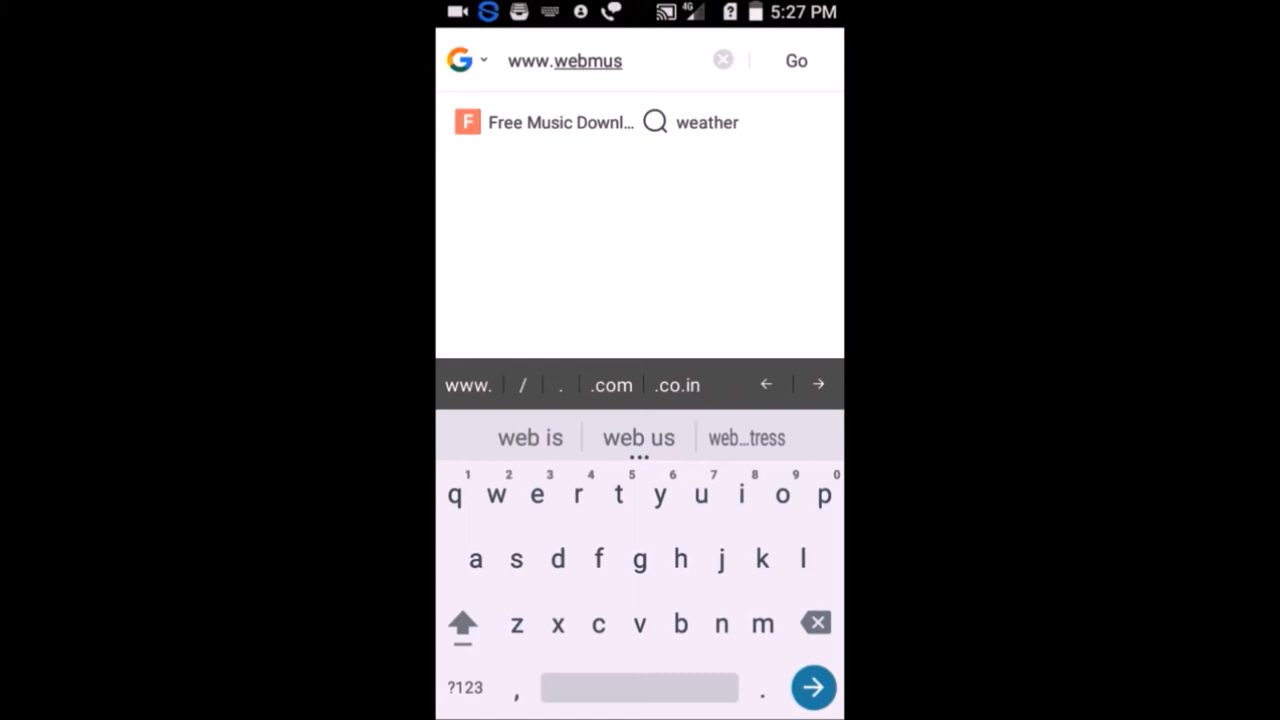 4G 5:27 PM
www.webmus Go
F Free Music Downl... weather
www. / . .com .co.in ← →
web is web us web...tress
1 2 3 4 5 6 7 8 9 0
q w e r t y u i o p
a s d f g h j k l
z x c v b n m
?123 , .